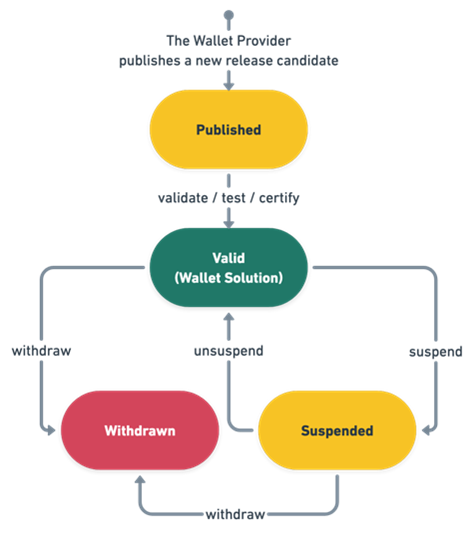 The Wallet Provider
publishes a new release candidate
Published
validate / test / certify
Valid
(Wallet Solution)
withdraw
unsuspend
suspend
Withdrawn
Suspended
withdraw